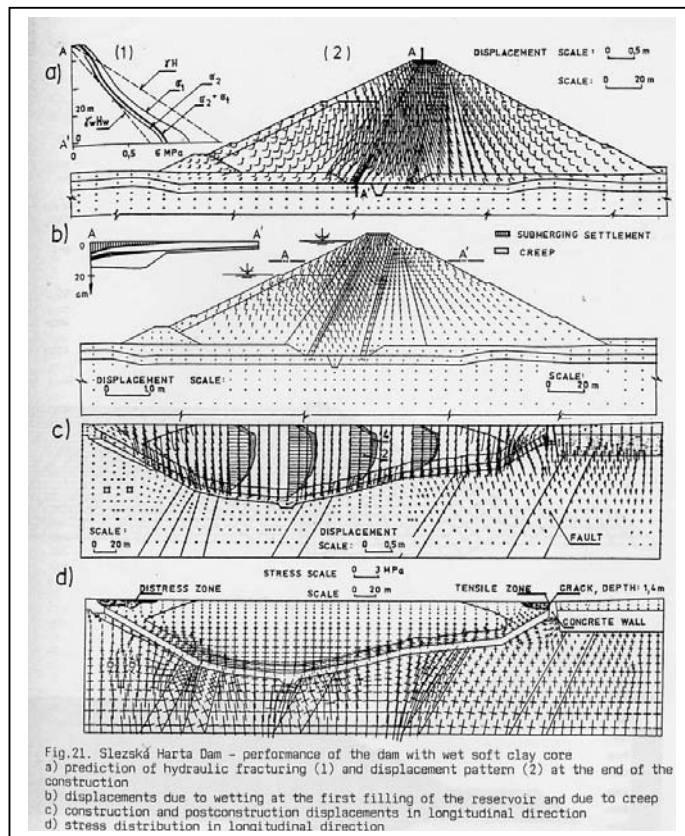 A (1) (2) A DISPLACEMENT SCALE: 0 0,5 m
a) γH SCALE: 0 20 m
σ1 σ2
20 m σ2 + σt
γwHw
0
A' 0 0,5 6 MPa A'
b) A A' SUBMERGING SETTLEMENT
0 A A' CREEP
20
cm
DISPLACEMENT SCALE: SCALE:
0 1,0 m 0 20 m
c)
2
SCALE: DISPLACEMENT FAULT
0 20 m SCALE: 0 0,5 m
STRESS SCALE 0 3 MPa
d) SCALE 0 20 m
DISTRESS ZONE TENSILE ZONE CRACK, DEPTH: 1,4 m
CONCRETE WALL
Fig.21. Slezská Harta Dam - performance of the dam with wet soft clay core
a) prediction of hydraulic fracturing (1) and displacement pattern (2) at the end of the
construction
b) displacements due to wetting at the first filling of the reservoir and due to creep
c) construction and postconstruction displacements in longitudinal direction
d) stress distribution in longitudinal direction